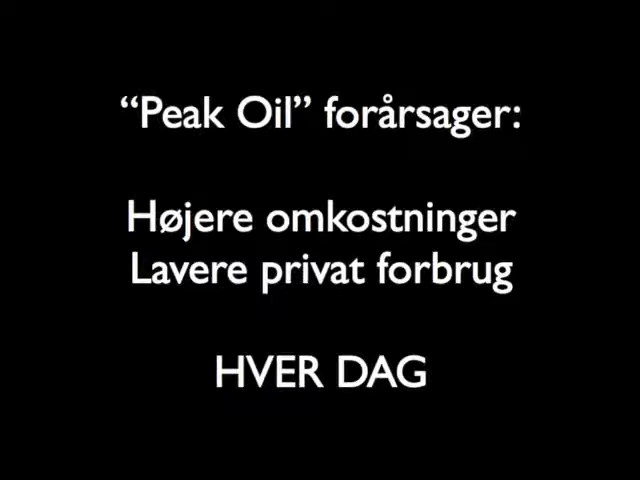 “Peak Oil” forårsager:
Højere omkostninger
Lavere privat forbrug
HVER DAG